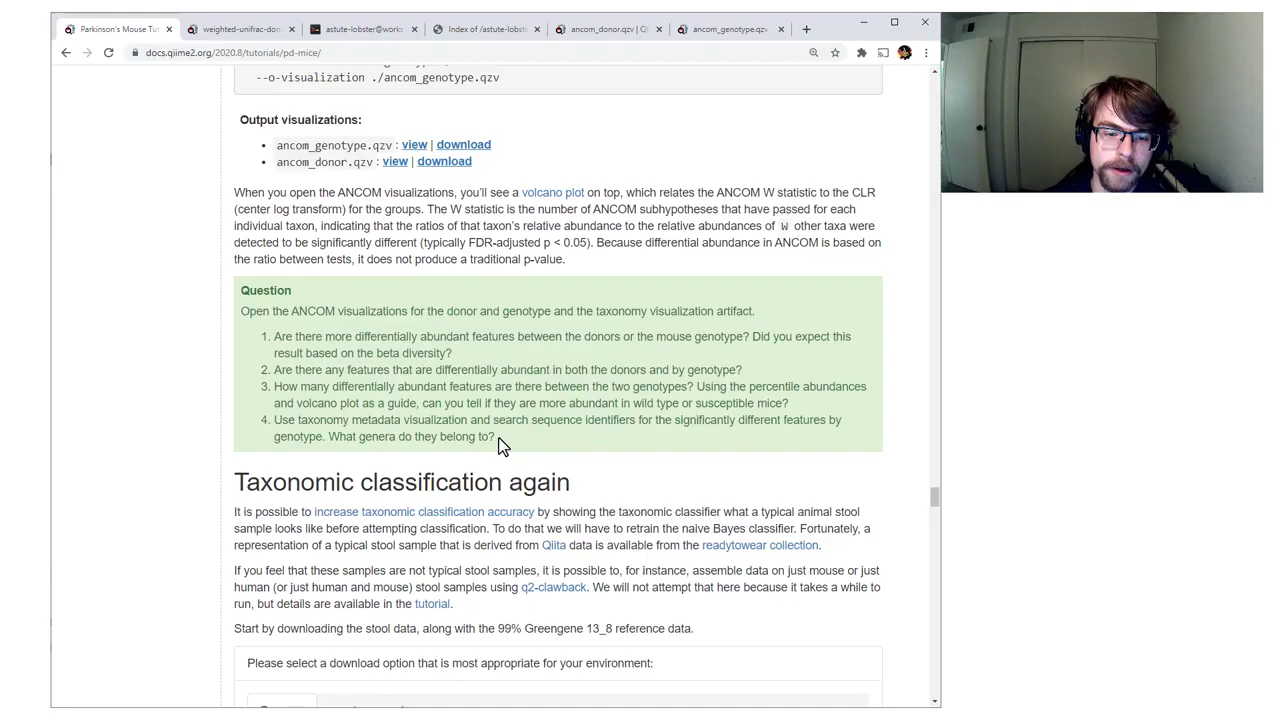 Parkinson's Mouse Tut
weighted-unifrac-don
astute-lobster@works
Index of /astute-lobste
ancom_donor.qzv | Q
ancom_genotype.qzv
docs.qiime2.org/2020.8/tutorials/pd-mice/
--o-visualization ./ancom_genotype.qzv
Output visualizations:
ancom_genotype.qzv : view | download
ancom_donor.qzv : view | download
When you open the ANCOM visualizations, you'll see a volcano plot on top, which relates the ANCOM W statistic to the CLR
(center log transform) for the groups. The W statistic is the number of ANCOM subhypotheses that have passed for each
individual taxon, indicating that the ratios of that taxon's relative abundance to the relative abundances of W other taxa were
detected to be significantly different (typically FDR-adjusted p < 0.05). Because differential abundance in ANCOM is based on
the ratio between tests, it does not produce a traditional p-value.
Question
Open the ANCOM visualizations for the donor and genotype and the taxonomy visualization artifact.
1. Are there more differentially abundant features between the donors or the mouse genotype? Did you expect this
result based on the beta diversity?
2. Are there any features that are differentially abundant in both the donors and by genotype?
3. How many differentially abundant features are there between the two genotypes? Using the percentile abundances
and volcano plot as a guide, can you tell if they are more abundant in wild type or susceptible mice?
4. Use taxonomy metadata visualization and search sequence identifiers for the significantly different features by
genotype. What genera do they belong to?
Taxonomic classification again
It is possible to increase taxonomic classification accuracy by showing the taxonomic classifier what a typical animal stool
sample looks like before attempting classification. To do that we will have to retrain the naive Bayes classifier. Fortunately, a
representation of a typical stool sample that is derived from Qiita data is available from the readytowear collection.
If you feel that these samples are not typical stool samples, it is possible to, for instance, assemble data on just mouse or just
human (or just human and mouse) stool samples using q2-clawback. We will not attempt that here because it takes a while to
run, but details are available in the tutorial.
Start by downloading the stool data, along with the 99% Greengene 13_8 reference data.
Please select a download option that is most appropriate for your environment: